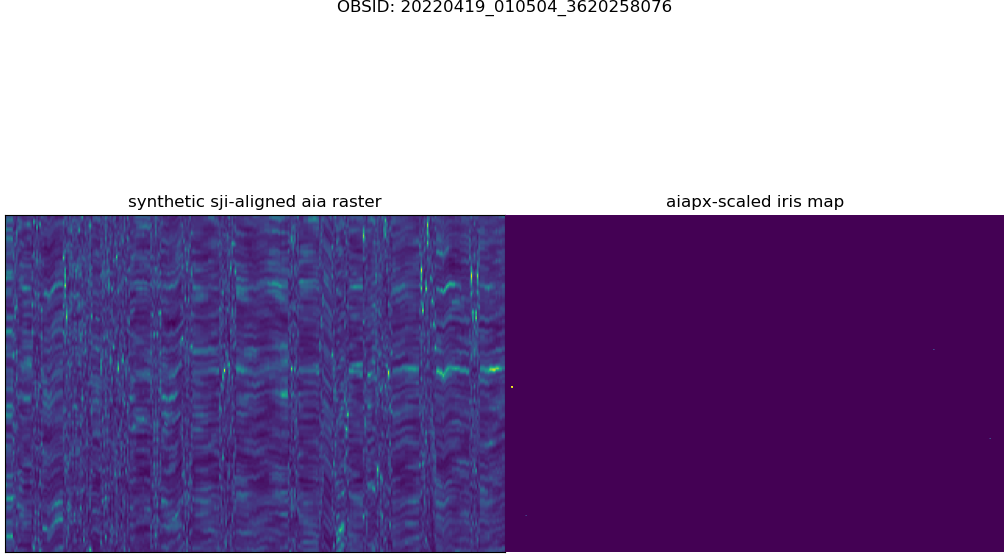 OBSID: 20220419_010504_3620258076
synthetic sji-aligned aia raster
aiapx-scaled iris map